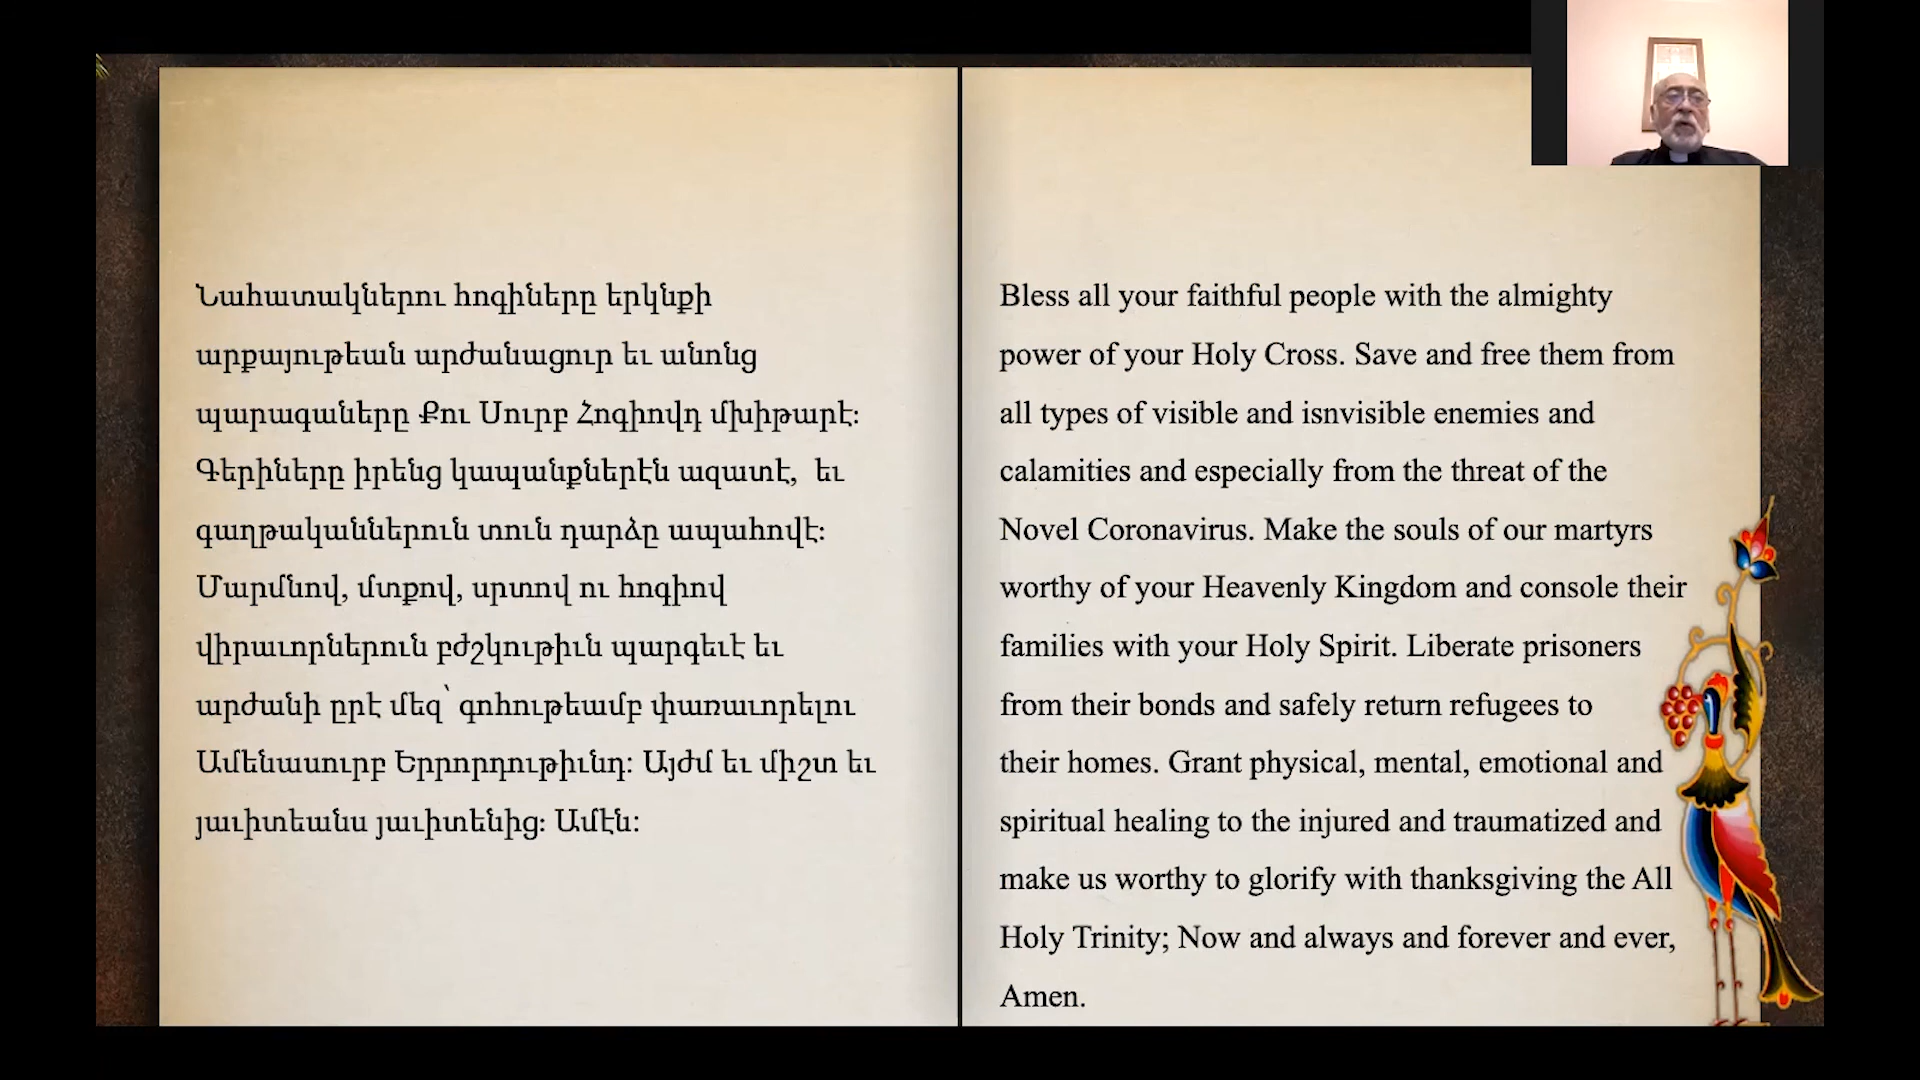 Նահատակներու հոգիները երկնքի
արքայութեան արժանացուր եւ անոնց
պարագաները Քու Սուրբ Հոգիովդ մխիթարէ։
Գերիները իրենց կապանքներէն ազատէ,  եւ
գաղթականներուն տուն դարձը ապահովէ։
Մարմնով, մտքով, սրտով ու հոգիով
վիրաւորներուն բժշկութիւն պարգեւէ եւ
արժանի ըրէ մեզ՝ գոհութեամբ փառաւորելու
Ամենասուրբ Երրորդութիւնդ։ Այժմ եւ միշտ եւ
յաւիտեանս յաւիտենից։ Ամէն։
Bless all your faithful people with the almighty
power of your Holy Cross. Save and free them from
all types of visible and isnvisible enemies and
calamities and especially from the threat of the
Novel Coronavirus. Make the souls of our martyrs
worthy of your Heavenly Kingdom and console their
families with your Holy Spirit. Liberate prisoners
from their bonds and safely return refugees to
their homes. Grant physical, mental, emotional and
spiritual healing to the injured and traumatized and
make us worthy to glorify with thanksgiving the All
Holy Trinity; Now and always and forever and ever,
Amen.